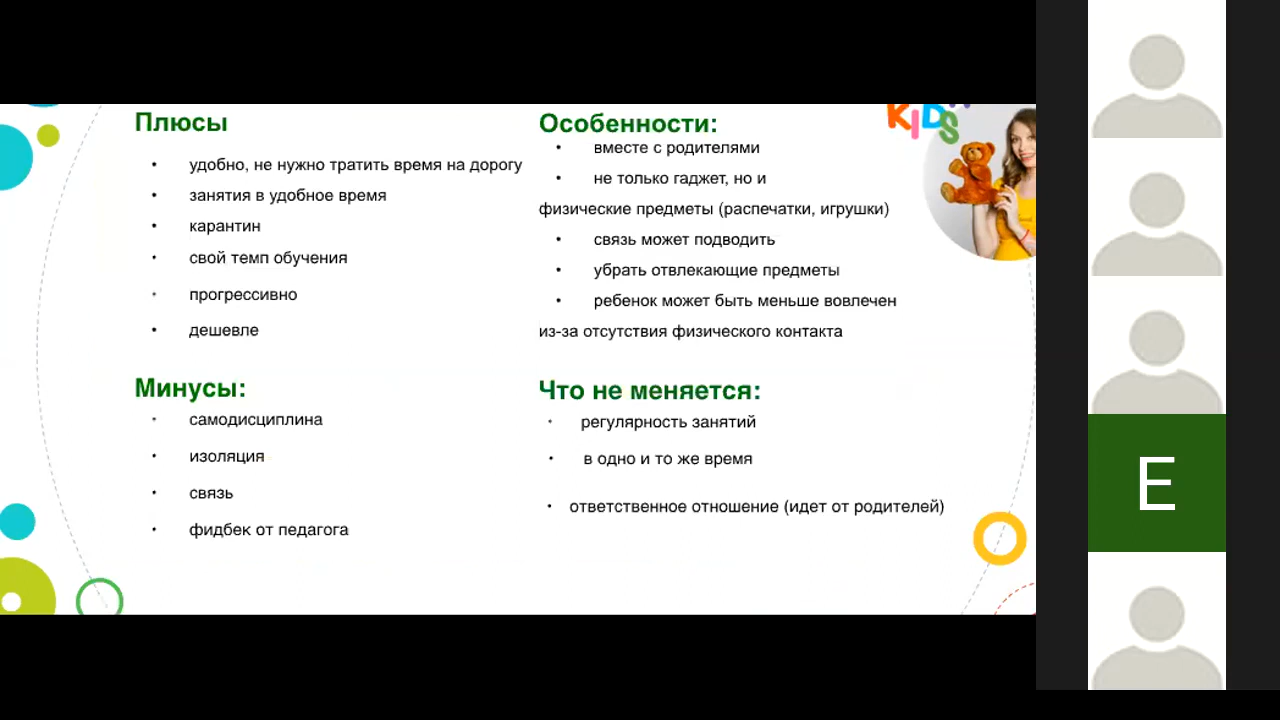 Плюсы
• удобно, не нужно тратить время на дорогу
• занятия в удобное время
• карантин
• свой темп обучения
• прогрессивно
• дешевле
Минусы:
• самодисциплина
• изоляция
• связь
• фидбек от педагога
Особенности:
• вместе с родителями
• не только гаджет, но и
физические предметы (распечатки, игрушки)
• связь может подводить
• убрать отвлекающие предметы
• ребенок может быть меньше вовлечен
из-за отсутствия физического контакта
Что не меняется:
• регулярность занятий
• в одно и то же время
• ответственное отношение (идет от родителей)
KIDS
E